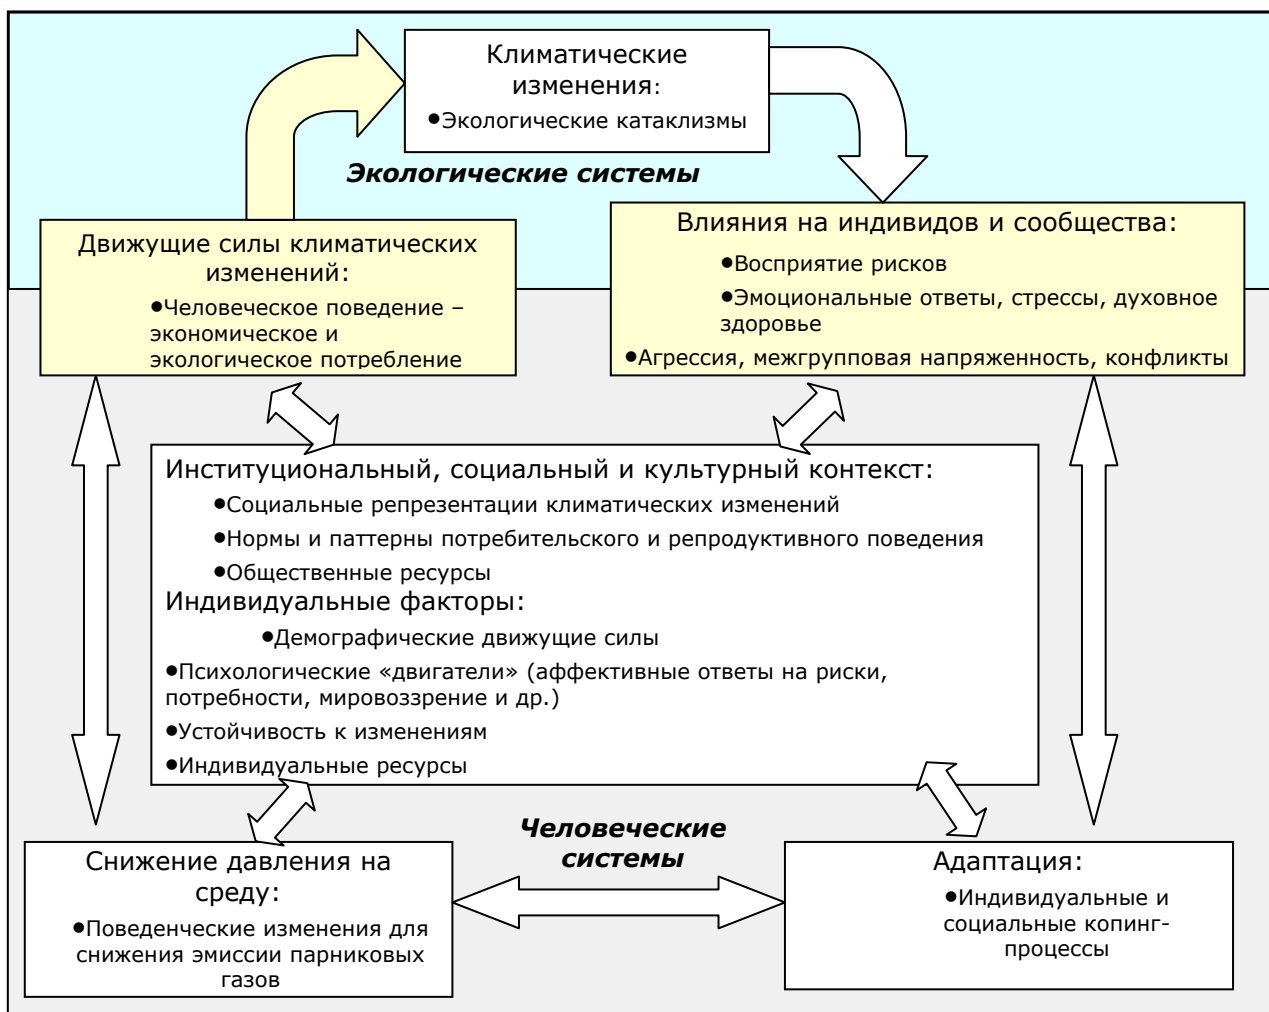 Климатические
изменения:
●Экологические катаклизмы
Экологические системы
Движущие силы климатических
изменений:
●Человеческое поведение –
экономическое и
экологическое потребление
Влияния на индивидов и сообщества:
●Восприятие рисков
●Эмоциональные ответы, стрессы, духовное
здоровье
●Агрессия, межгрупповая напряженность, конфликты
Институциональный, социальный и культурный контекст:
●Социальные репрезентации климатических изменений
●Нормы и паттерны потребительского и репродуктивного поведения
●Общественные ресурсы
Индивидуальные факторы:
●Демографические движущие силы
●Психологические «двигатели» (аффективные ответы на риски,
потребности, мировоззрение и др.)
●Устойчивость к изменениям
●Индивидуальные ресурсы
Человеческие
системы
Снижение давления на
среду:
●Поведенческие изменения для
снижения эмиссии парниковых
газов
Адаптация:
●Индивидуальные и
социальные копинг-
процессы